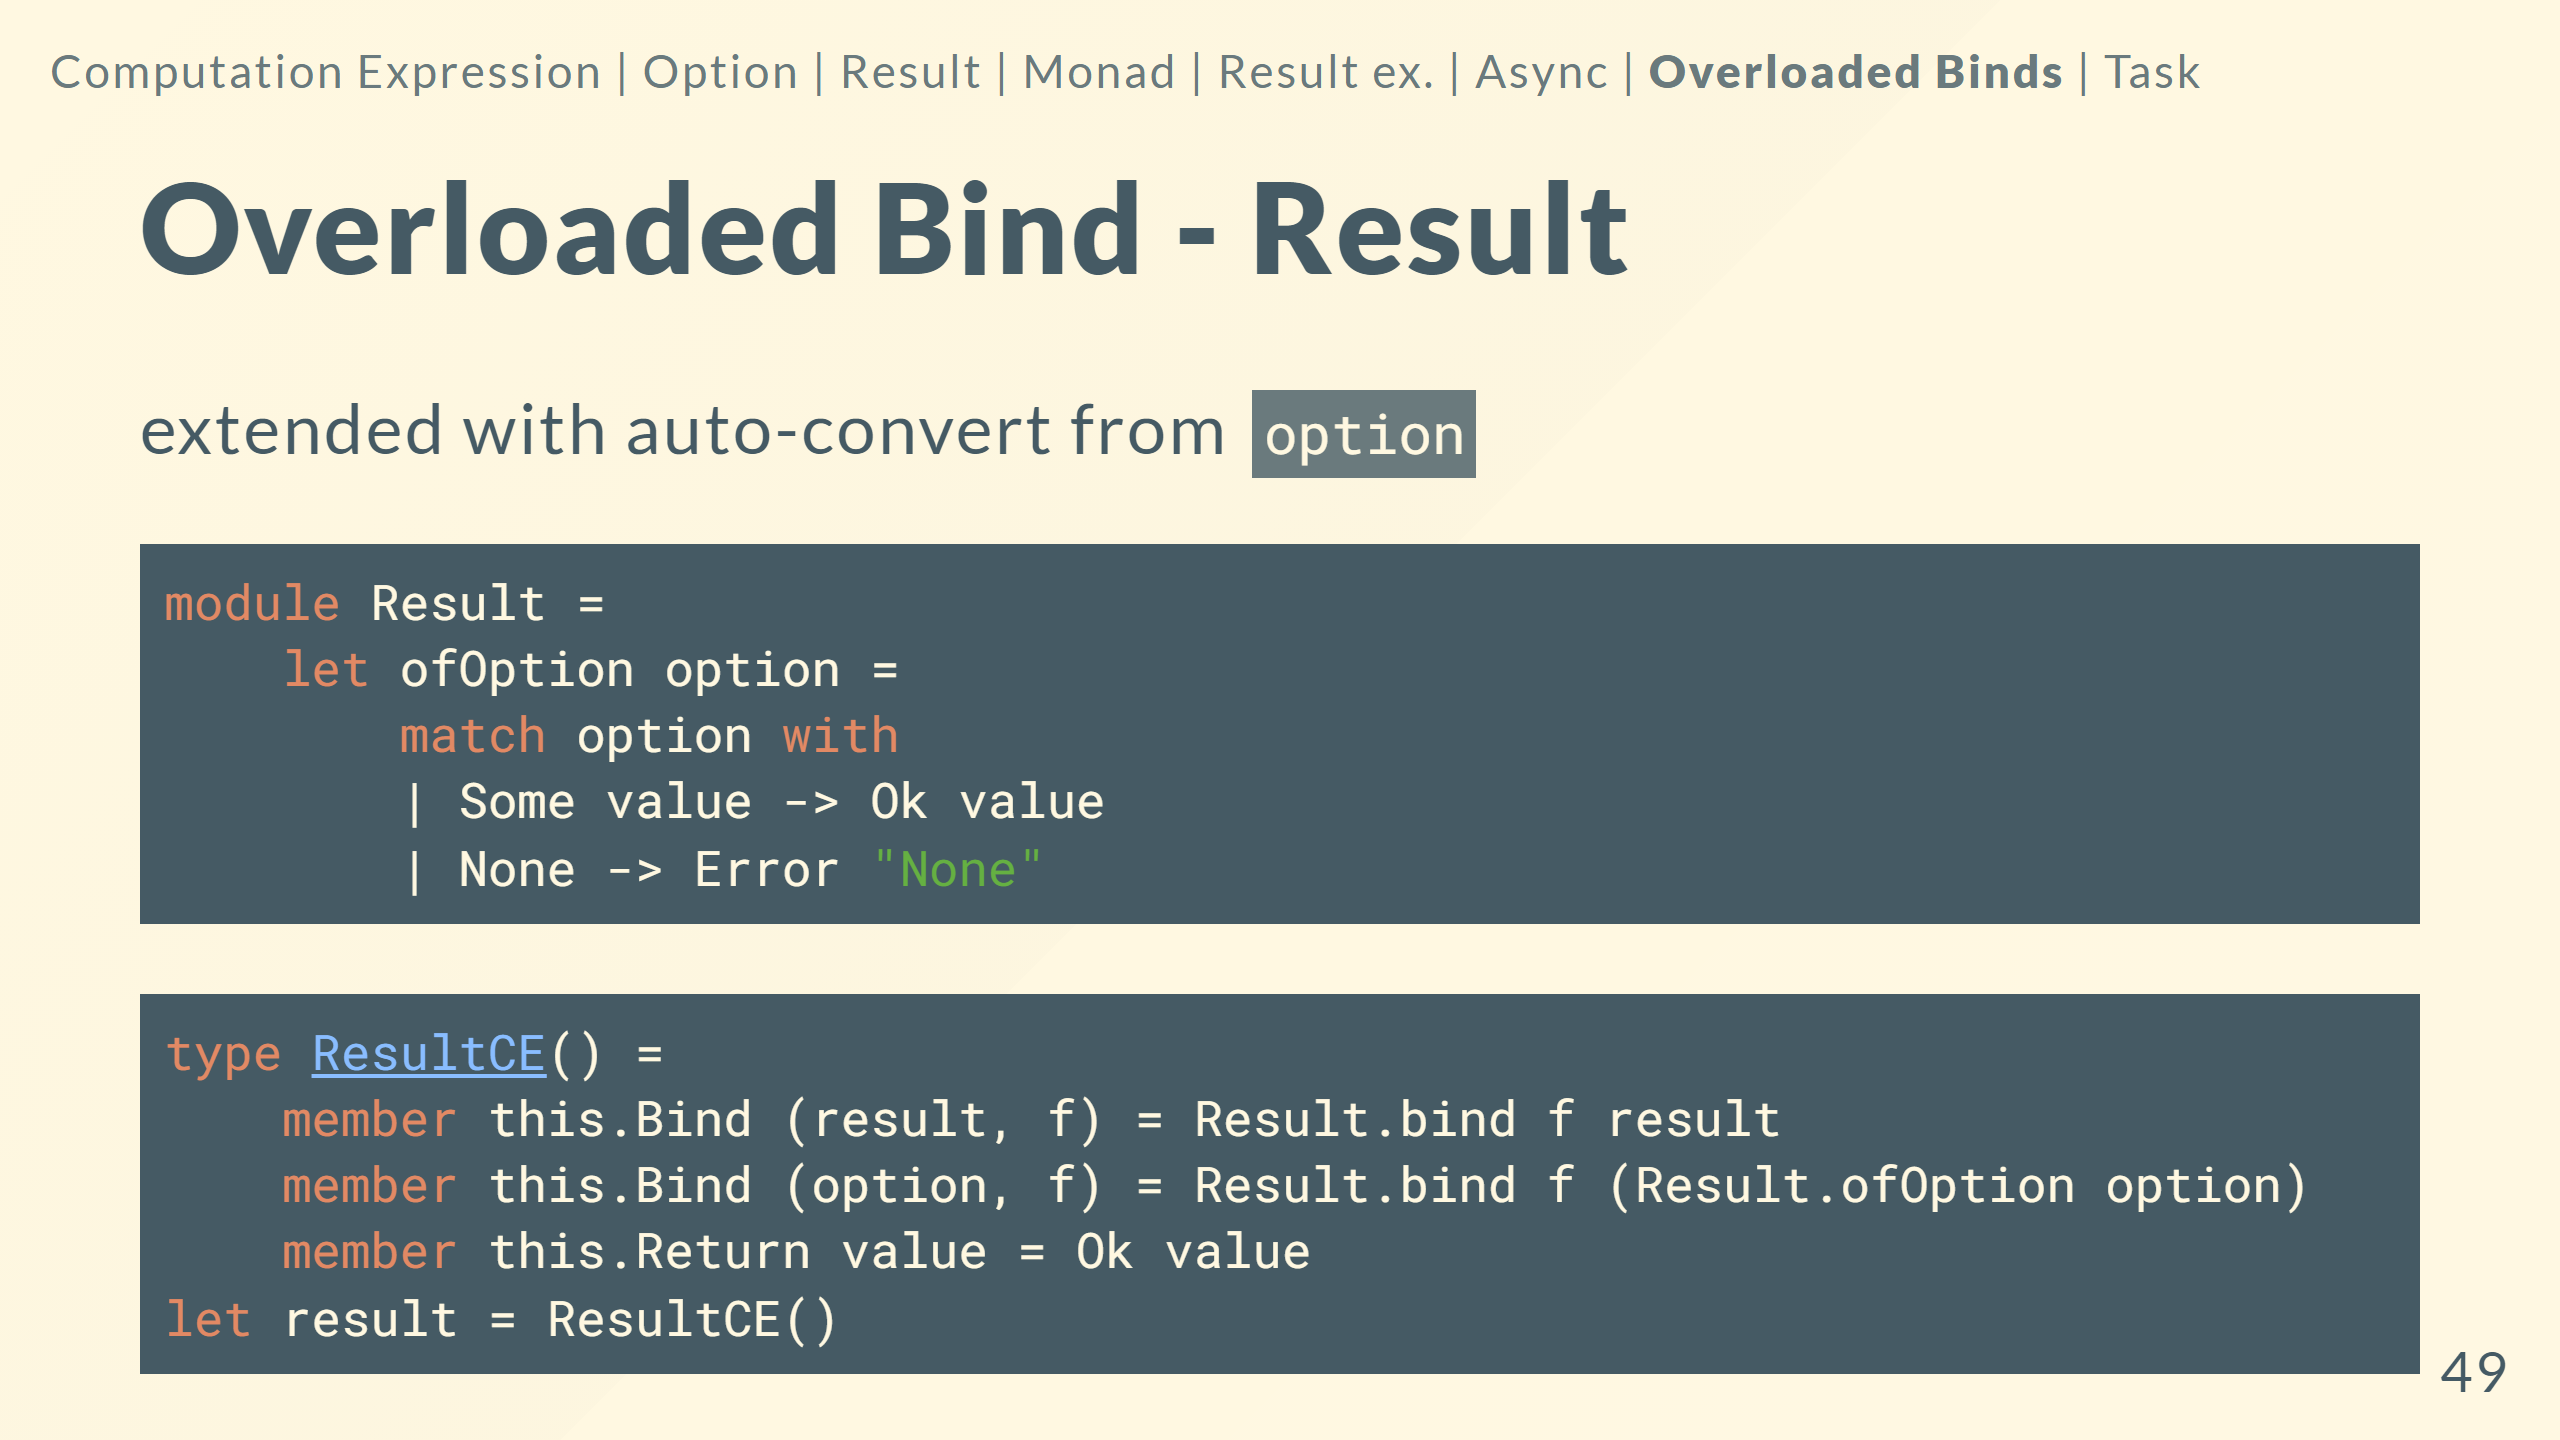 Computation Expression | Option | Result | Monad | Result ex. | Async | Overloaded Binds | Task
Overloaded Bind - Result
extended with auto-convert from option
module Result =
    let ofOption option =
        match option with
        | Some value -> Ok value
        | None -> Error "None"
type ResultCE() =
    member this.Bind (result, f) = Result.bind f result
    member this.Bind (option, f) = Result.bind f (Result.ofOption option)
    member this.Return value = Ok value
let result = ResultCE()
49